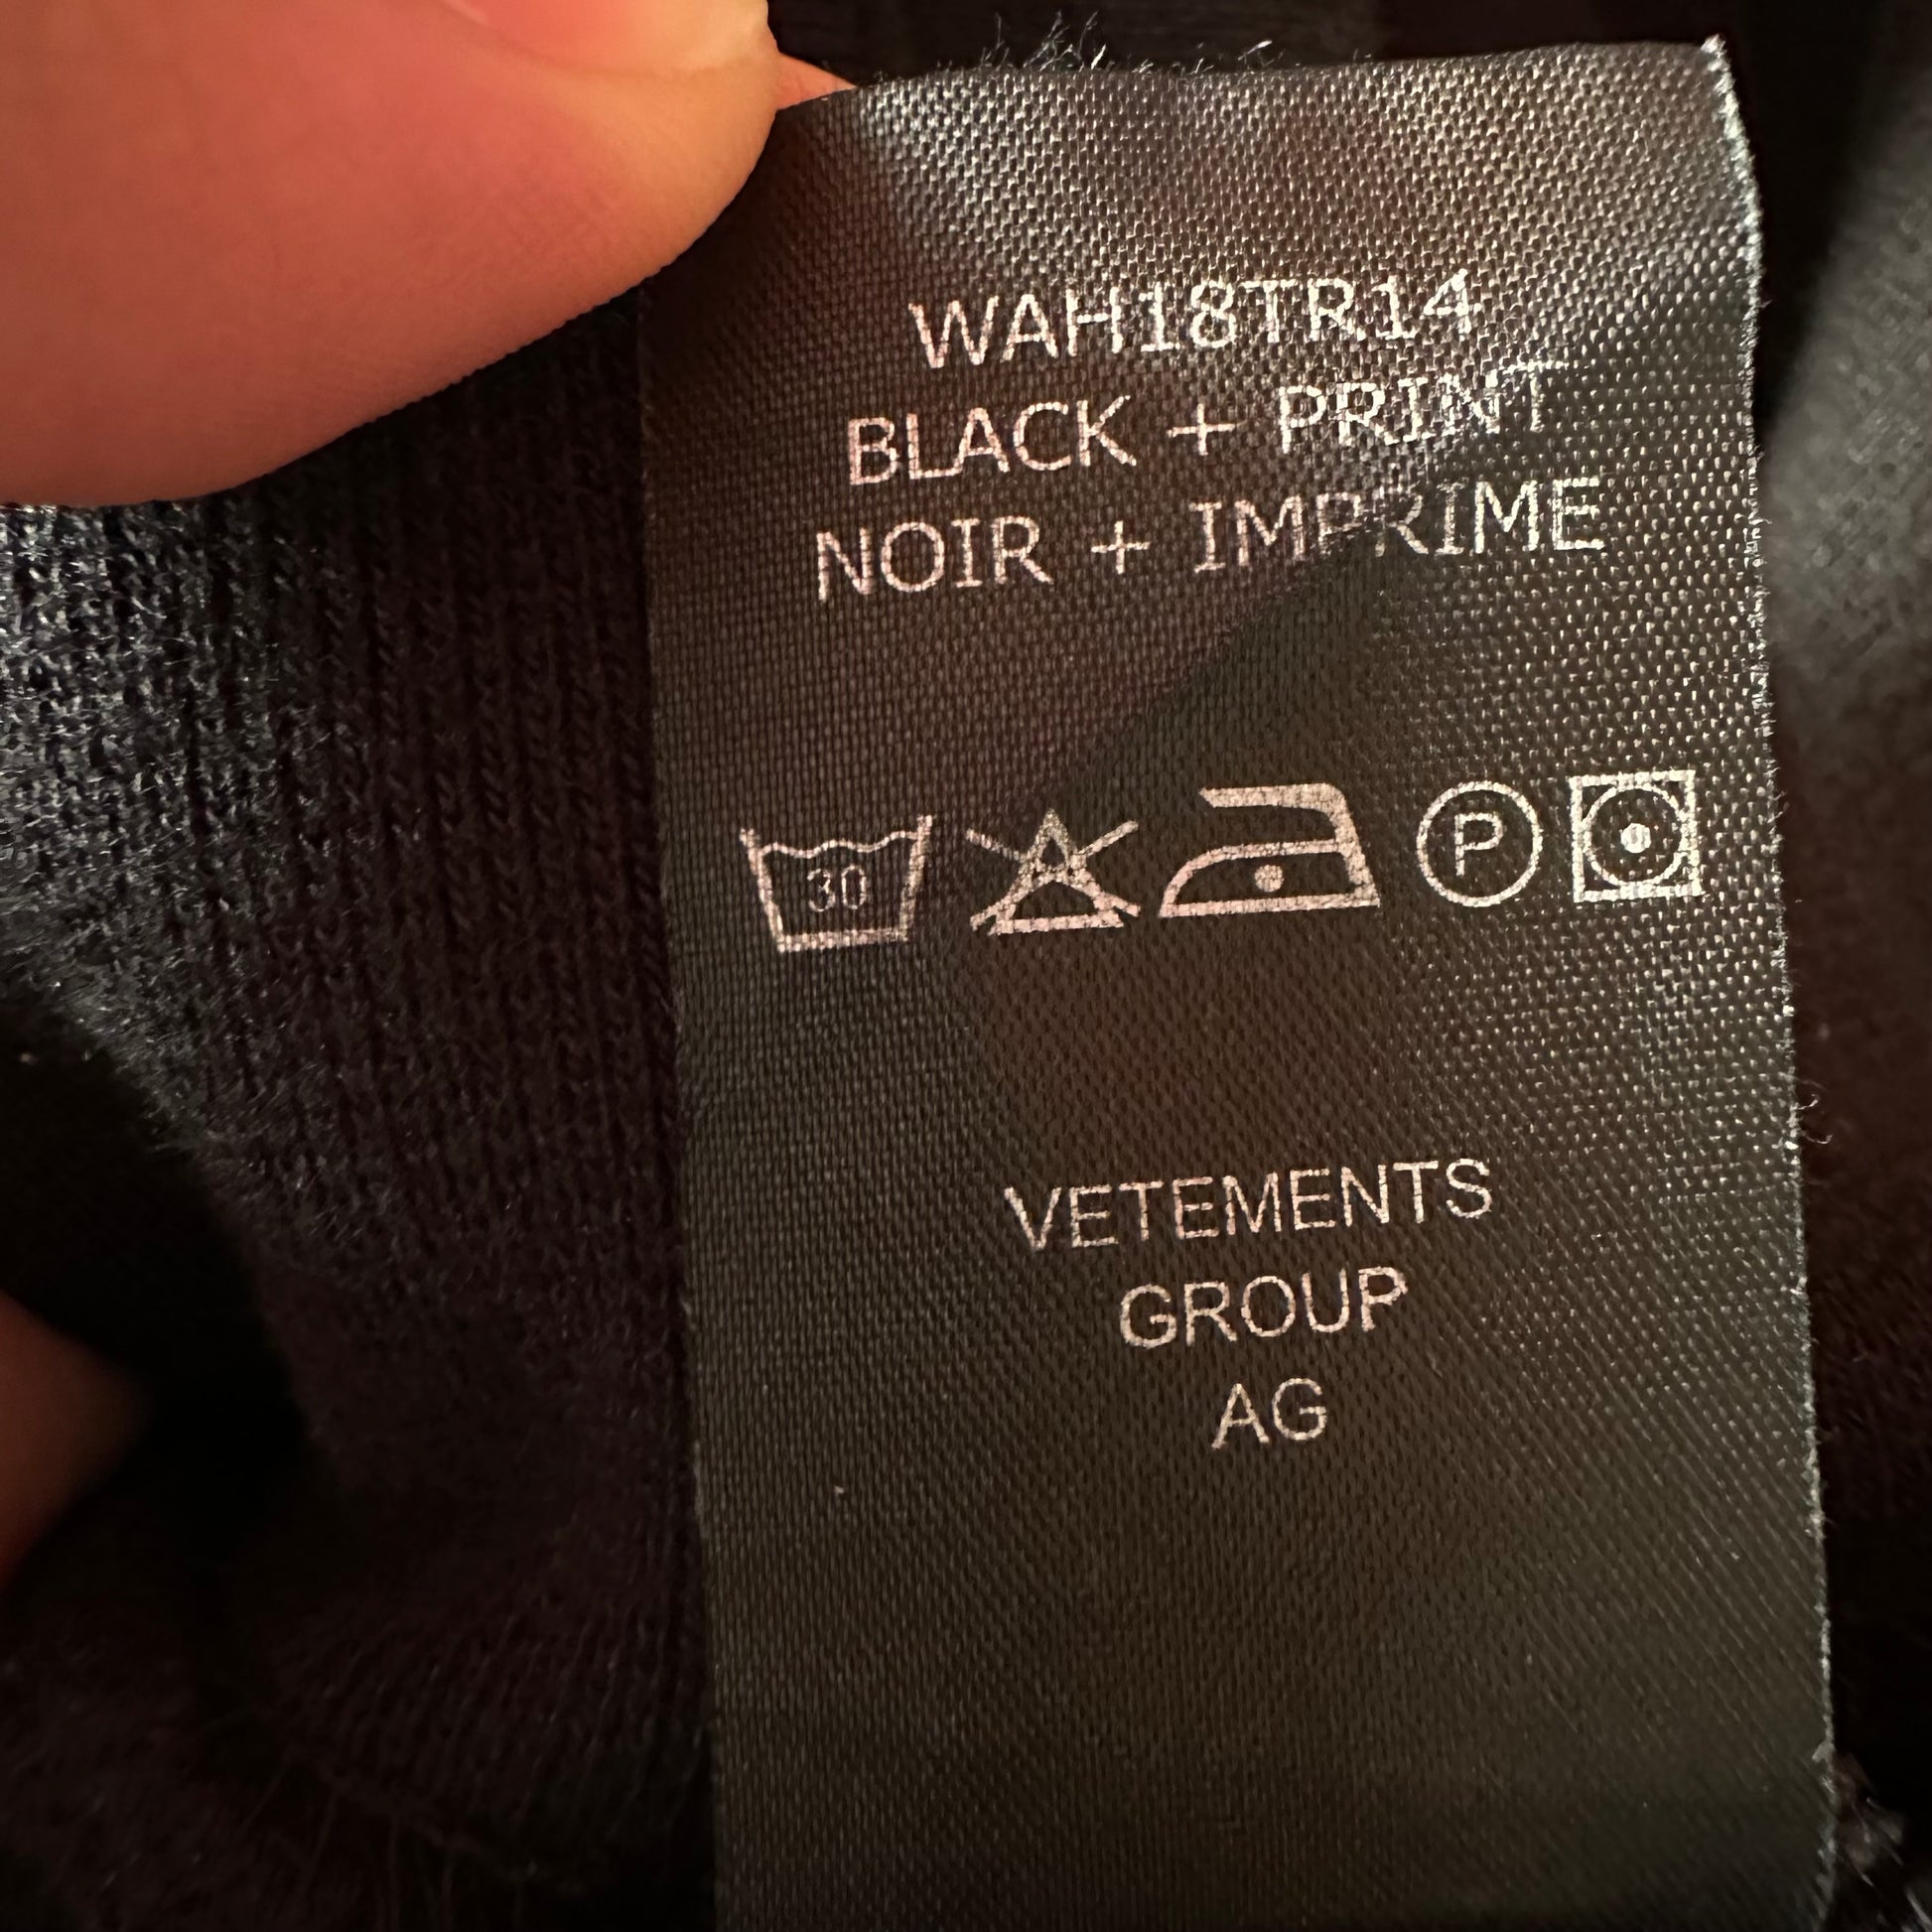 WAH18TR14
BLACK + PRINT
NOIR + IMPRIME
30 P
VETEMENTS
GROUP
AG